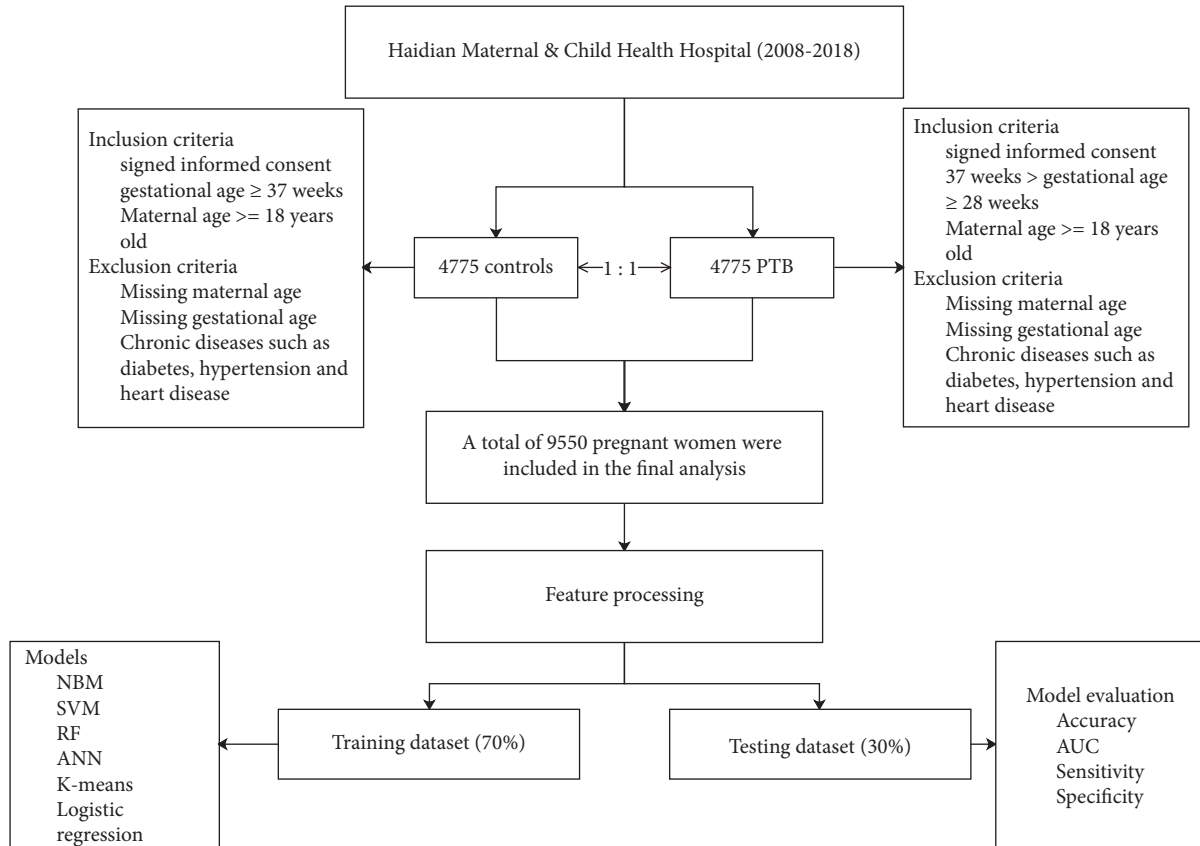 Haidian Maternal & Child Health Hospital (2008-2018)
Inclusion criteria
signed informed consent
gestational age ≥ 37 weeks
Maternal age >= 18 years
old
Exclusion criteria
Missing maternal age
Missing gestational age
Chronic diseases such as
diabetes, hypertension and
heart disease
4775 controls
1 : 1
4775 PTB
Inclusion criteria
signed informed consent
37 weeks > gestational age
≥ 28 weeks
Maternal age >= 18 years
old
Exclusion criteria
Missing maternal age
Missing gestational age
Chronic diseases such as
diabetes, hypertension and
heart disease
A total of 9550 pregnant women were
included in the final analysis
Feature processing
Models
NBM
SVM
RF
ANN
K-means
Logistic
regression
Training dataset (70%)
Testing dataset (30%)
Model evaluation
Accuracy
AUC
Sensitivity
Specificity